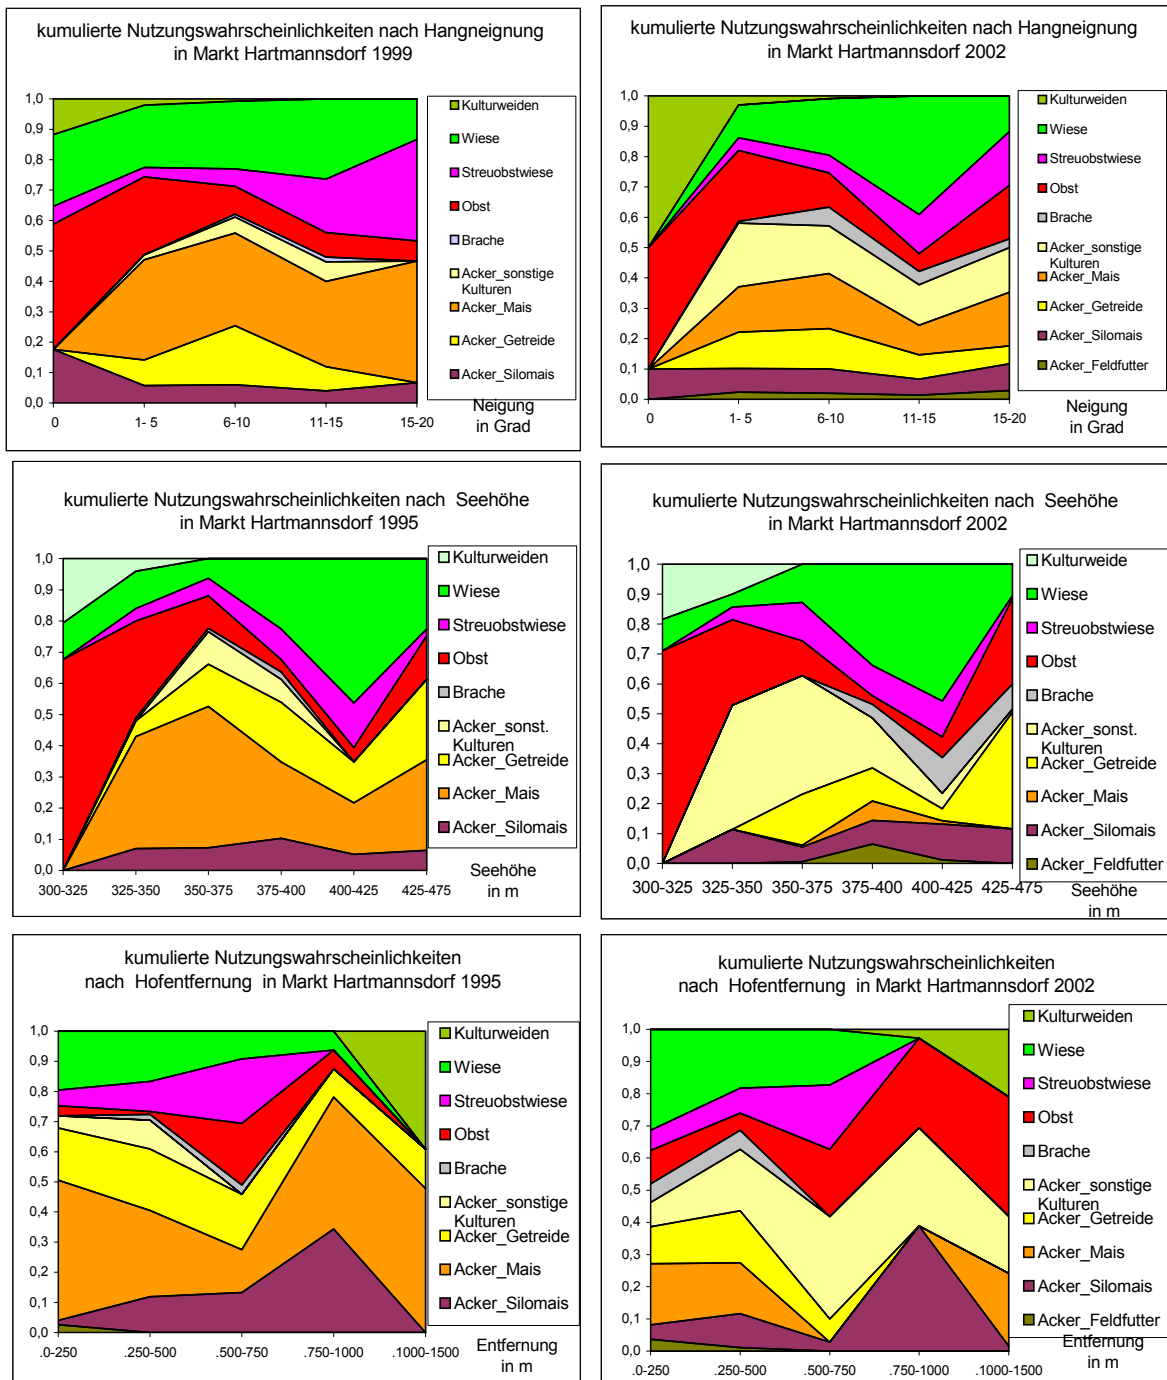 kumulierte Nutzungswahrscheinlichkeiten nach Hangneignung
in Markt Hartmannsdorf 1999
1,0
0,9
0,8
0,7
0,6
0,5
0,4
0,3
0,2
0,1
0,0
0
1- 5
6-10
11-15
15-20
Neigung
in Grad
Kulturweiden
Wiese
Streuobstwiese
Obst
Brache
Acker_sonstige
Kulturen
Acker_Mais
Acker_Getreide
Acker_Silomais
kumulierte Nutzungswahrscheinlichkeiten nach Hangneignung
in Markt Hartmannsdorf 2002
1,0
0,9
0,8
0,7
0,6
0,5
0,4
0,3
0,2
0,1
0,0
0
1- 5
6-10
11-15
15-20
Neigung
in Grad
Kulturweiden
Wiese
Streuobstwiese
Obst
Brache
Acker_sonstige
Kulturen
Acker_Mais
Acker_Getreide
Acker_Silomais
Acker_Feldfutter
kumulierte Nutzungswahrscheinlichkeiten nach Seehöhe
in Markt Hartmannsdorf 1995
1,0
0,9
0,8
0,7
0,6
0,5
0,4
0,3
0,2
0,1
0,0
300-325
325-350
350-375
375-400
400-425
425-475
Seehöhe
in m
Kulturweiden
Wiese
Streuobstwiese
Obst
Brache
Acker_sonst.
Kulturen
Acker_Getreide
Acker_Mais
Acker_Silomais
kumulierte Nutzungswahrscheinlichkeiten nach Seehöhe
in Markt Hartmannsdorf 2002
1,0
0,9
0,8
0,7
0,6
0,5
0,4
0,3
0,2
0,1
0,0
300-325
325-350
350-375
375-400
400-425
425-475
Seehöhe
in m
Kulturweide
Wiese
Streuobstwiese
Obst
Brache
Acker_sonst.
Kulturen
Acker_Getreide
Acker_Mais
Acker_Silomais
Acker_Feldfutter
kumulierte Nutzungswahrscheinlichkeiten
nach Hofentfernung in Markt Hartmannsdorf 1995
1,0
0,9
0,8
0,7
0,6
0,5
0,4
0,3
0,2
0,1
0,0
.0-250
.250-500
.500-750
.750-1000
.1000-1500
Entfernung
in m
Kulturweiden
Wiese
Streuobstwiese
Obst
Brache
Acker_sonstige
Kulturen
Acker_Getreide
Acker_Mais
Acker_Silomais
kumulierte Nutzungswahrscheinlichkeiten
nach Hofentfernung in Markt Hartmannsdorf 2002
1,0
0,9
0,8
0,7
0,6
0,5
0,4
0,3
0,2
0,1
0,0
.0-250
.250-500
.500-750
.750-1000
.1000-1500
Entfernung
in m
Kulturweiden
Wiese
Streuobstwiese
Obst
Brache
Acker_sonstige
Kulturen
Acker_Getreide
Acker_Mais
Acker_Silomais
Acker_Feldfutter